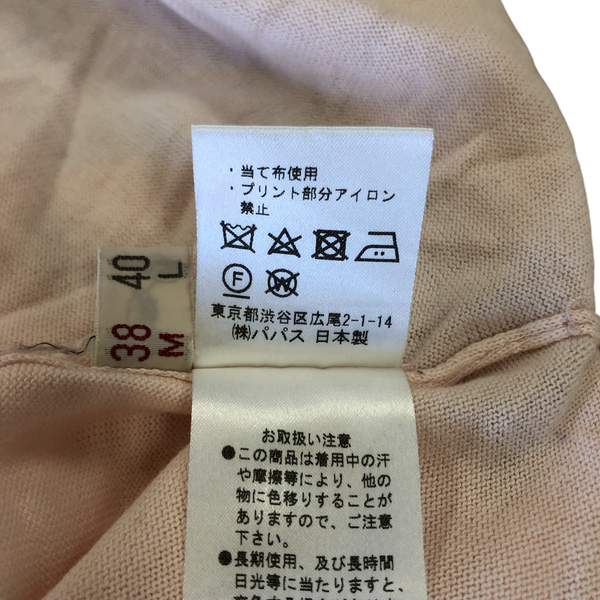 ・当て布使用
・プリント部分アイロン
禁止
F
W
東京都渋谷区広尾2-1-14
㈱パパス 日本製
38 40
M L
お取扱い注意
●この商品は着用中の汗
や摩擦等により、他の
物に色移りすることが
ありますので、ご注意
下さい。
●長期使用、及び長時間
日光等に当たりますと、